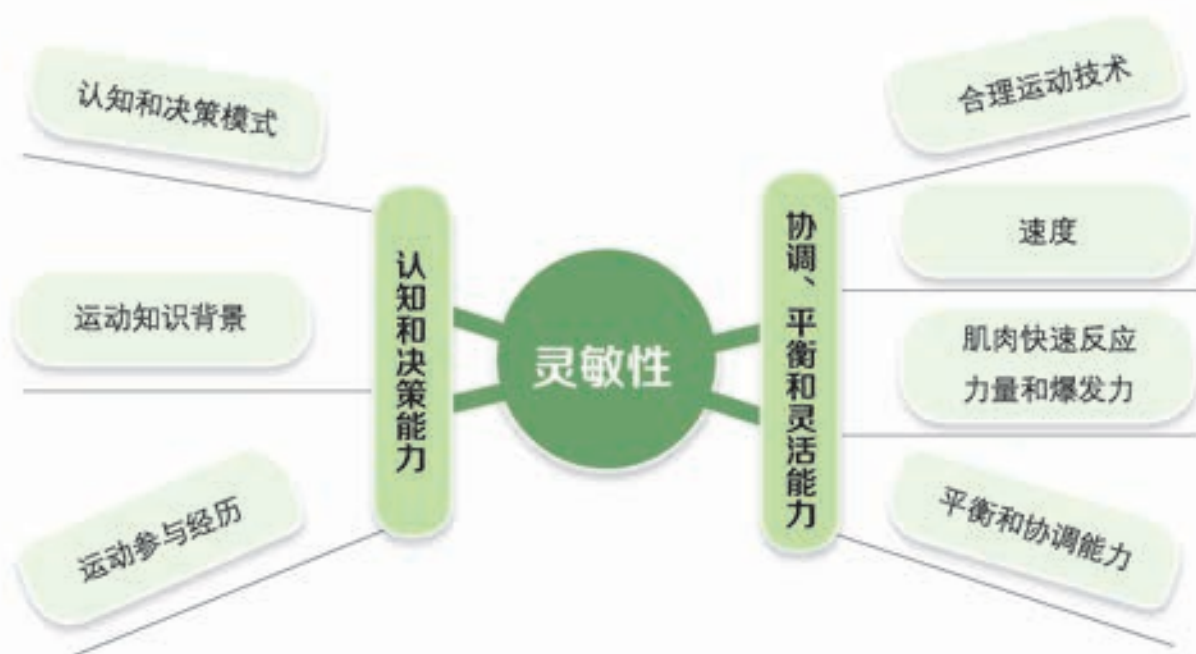 认知和决策模式
运动知识背景
运动参与经历
认知和决策能力
灵敏性
协调、平衡和灵活能力
合理运动技术
速度
肌肉快速反应
力量和爆发力
平衡和协调能力